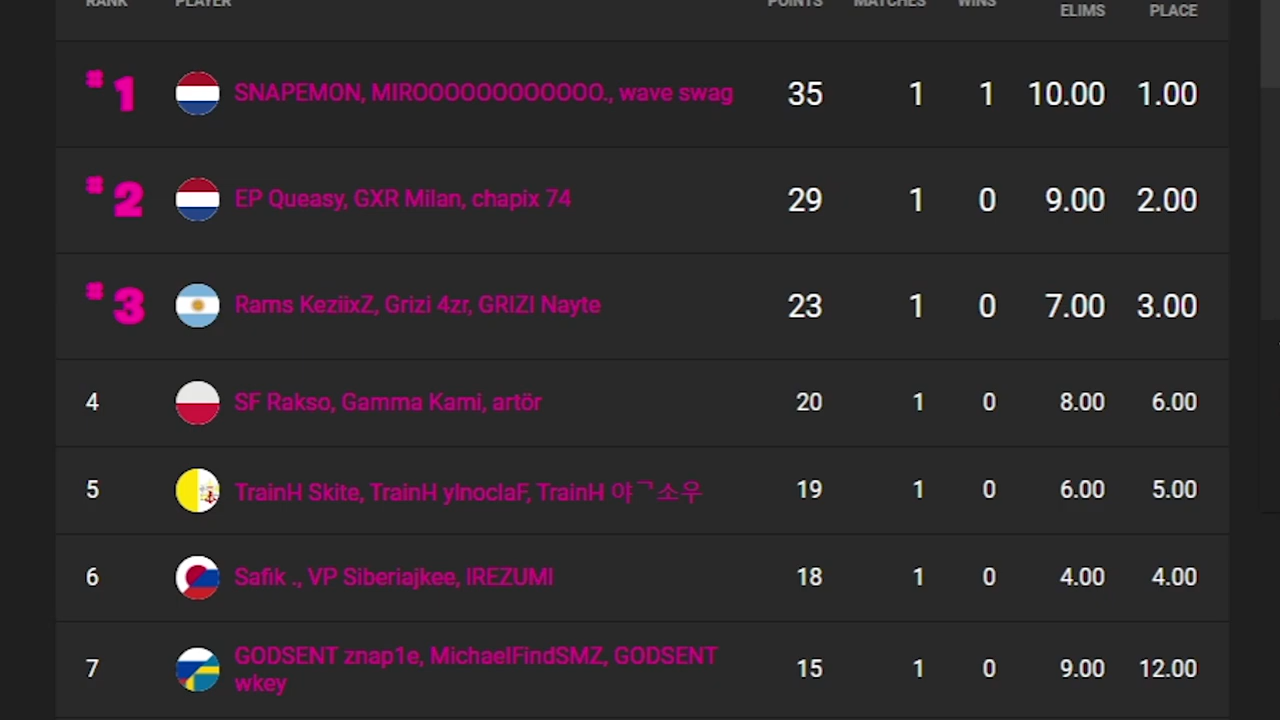 RANK PLAYER POINTS MATCHES WINS ELIMS PLACE
#1 SNAPEMON, MIROOOOOOOOOOOO., wave swag 35 1 1 10.00 1.00
#2 EP Queasy, GXR Milan, chapix 74 29 1 0 9.00 2.00
#3 Rams KeziixZ, Grizi 4zr, GRIZI Nayte 23 1 0 7.00 3.00
4 SF Rakso, Gamma Kami, artör 20 1 0 8.00 6.00
5 TrainH Skite, TrainH ylnoclaF, TrainH 야ᄀ소우 19 1 0 6.00 5.00
6 Safik ., VP Siberiajkee, IREZUMI 18 1 0 4.00 4.00
7 GODSENT znap1e, MichaelFindSMZ, GODSENT 15 1 0 9.00 12.00
wkey